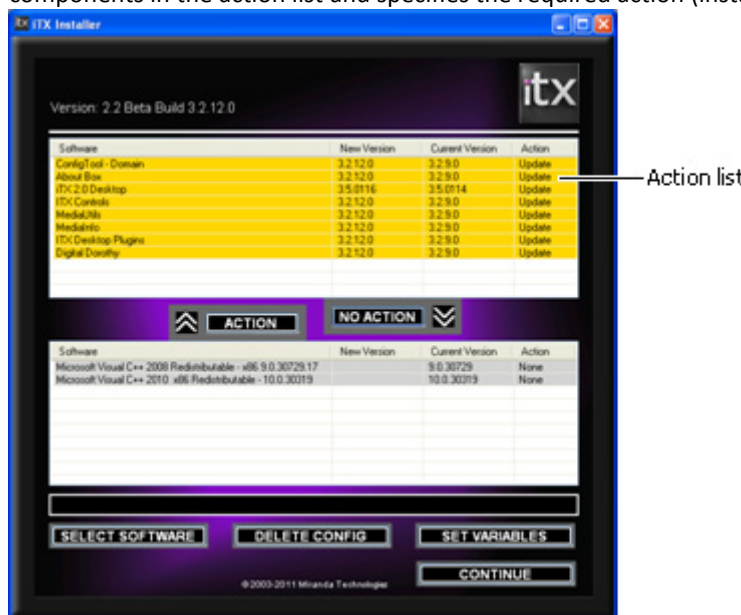 components in the action list and specifies the required action (insta
iTX Installer
itx
Version: 2.2 Beta Build 3.2.12.0
Software New Version Current Version Action
ConfigTool - Domain 3.2.12.0 3.2.9.0 Update
About Box 3.2.12.0 3.2.9.0 Update
iTX 2.0 Desktop 3.5.0116 3.5.0114 Update
ITX Controls 3.2.12.0 3.2.9.0 Update
MediaUtils 3.2.12.0 3.2.9.0 Update
MediaInfo 3.2.12.0 3.2.9.0 Update
ITX Desktop Plugins 3.2.12.0 3.2.9.0 Update
Digital Dorothy 3.2.12.0 3.2.9.0 Update
Action list
ACTION NO ACTION
Software New Version Current Version Action
Microsoft Visual C++ 2008 Redistributable - x86 9.0.30729.17 9.0.30729 None
Microsoft Visual C++ 2010 x86 Redistributable - 10.0.30319 10.0.30319 None
SELECT SOFTWARE DELETE CONFIG SET VARIABLES
CONTINUE
©2003-2011 Miranda Technologies